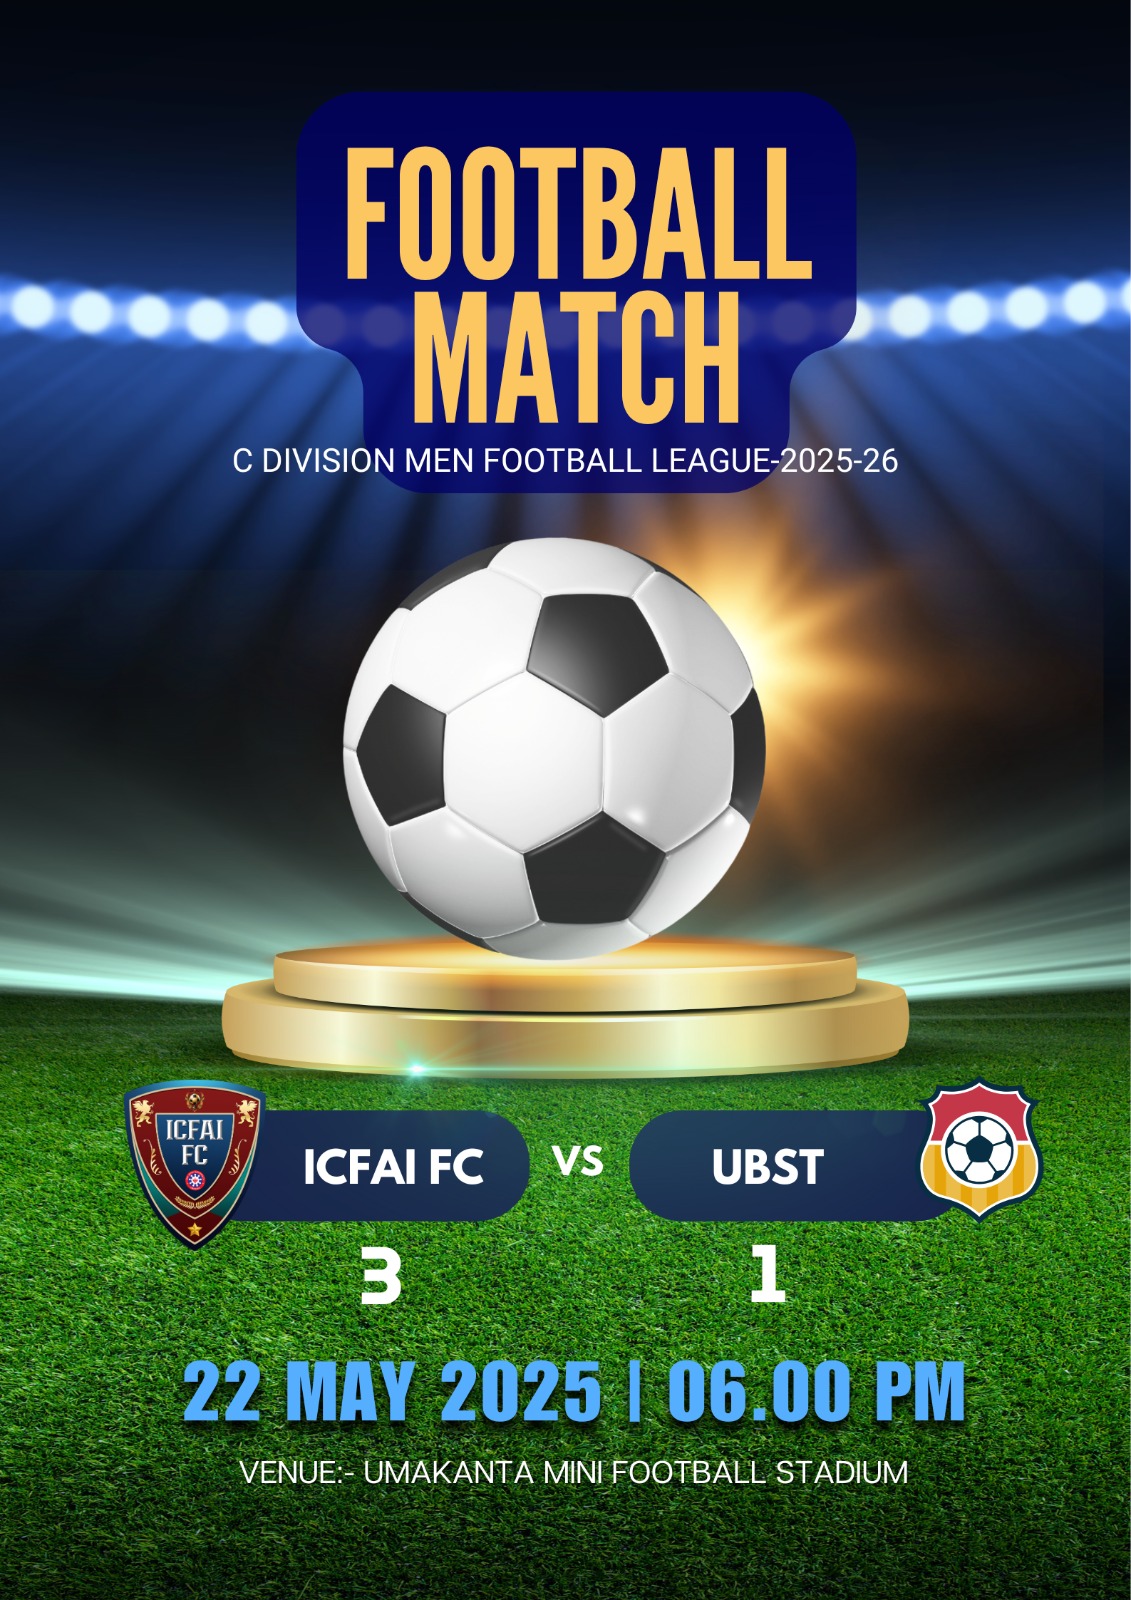 FOOTBALL
MATCH
C DIVISION MEN FOOTBALL LEAGUE-2025-26
ICFAI
FC
ICFAI FC
VS
UBST
3
1
22 MAY 2025 | 06.00 PM
VENUE:- UMAKANTA MINI FOOTBALL STADIUM